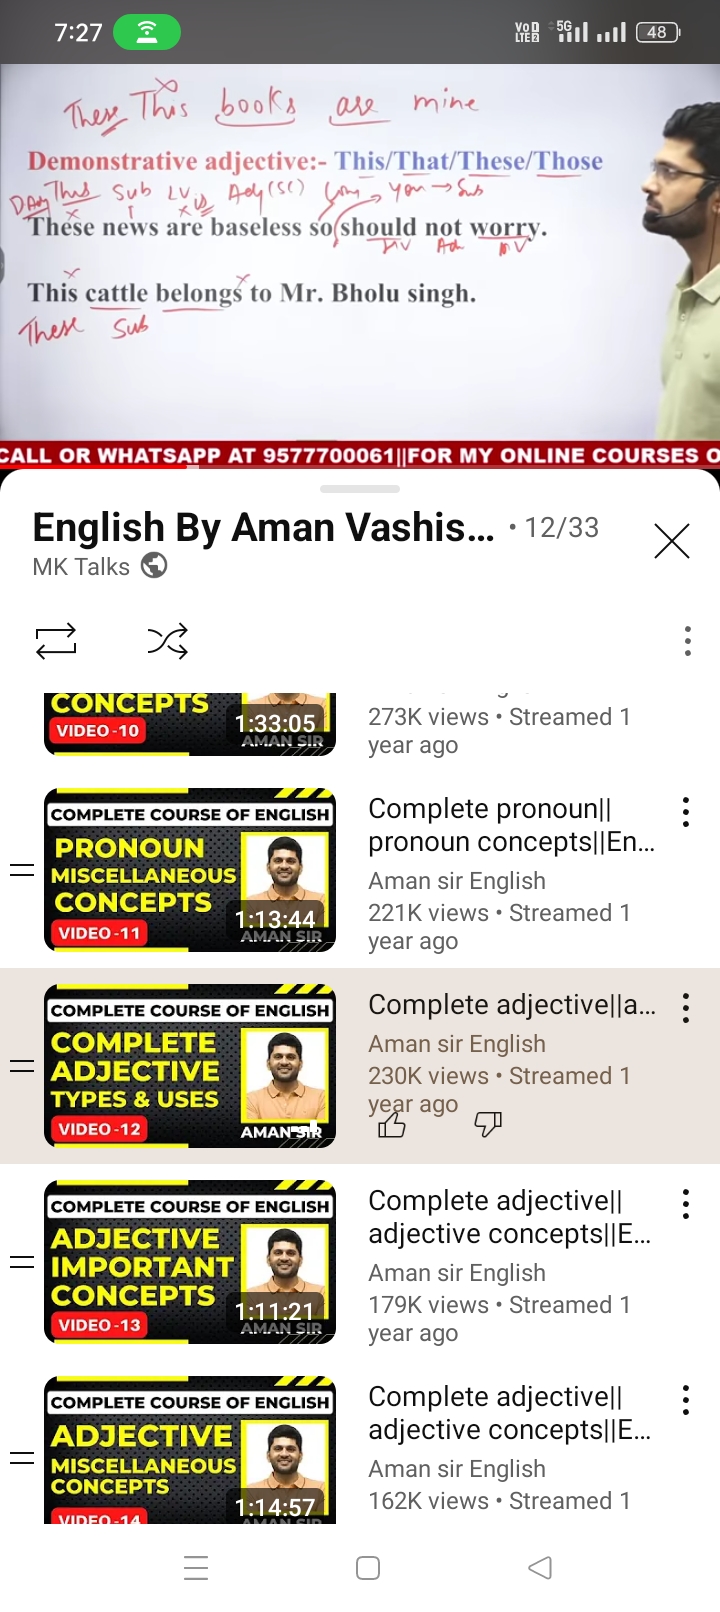 7:27 Vo LTE2 5G 48
These This books are mine
Demonstrative adjective:- This/That/These/Those
DAdj This Sub LV is Adj(SC) Conj You → Sub
These news are baseless so should not worry.
HV Ad MV
This cattle belongs to Mr. Bholu singh.
These Sub
CALL OR WHATSAPP AT 9577700061||FOR MY ONLINE COURSES
English By Aman Vashis... • 12/33
MK Talks
CONCEPTS
VIDEO-10
1:33:05
AMAN SIR
273K views • Streamed 1
year ago
COMPLETE COURSE OF ENGLISH
PRONOUN
MISCELLANEOUS
CONCEPTS
VIDEO-11
1:13:44
AMAN SIR
Complete pronoun||
pronoun concepts||En...
Aman sir English
221K views • Streamed 1
year ago
COMPLETE COURSE OF ENGLISH
COMPLETE
ADJECTIVE
TYPES & USES
VIDEO-12
AMAN SIR
Complete adjective||a...
Aman sir English
230K views • Streamed 1
year ago
COMPLETE COURSE OF ENGLISH
ADJECTIVE
IMPORTANT
CONCEPTS
VIDEO-13
1:11:21
AMAN SIR
Complete adjective||
adjective concepts||E...
Aman sir English
179K views • Streamed 1
year ago
COMPLETE COURSE OF ENGLISH
ADJECTIVE
MISCELLANEOUS
CONCEPTS
VIDEO-14
1:14:57
AMAN SIR
Complete adjective||
adjective concepts||E...
Aman sir English
162K views • Streamed 1